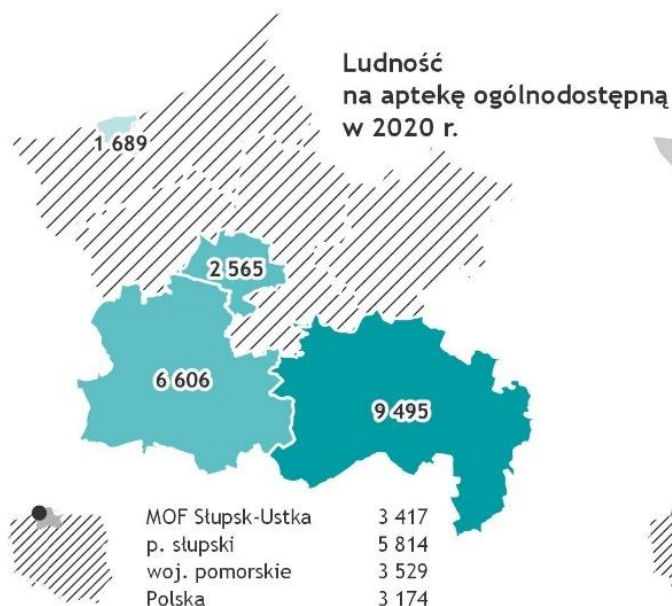 Ludność
na aptekę ogólnodostępną
w 2020 r.
1 689
2 565
6 606
9 495
MOF Słupsk-Ustka 3 417
p. słupski 5 814
woj. pomorskie 3 529
Polska 3 174